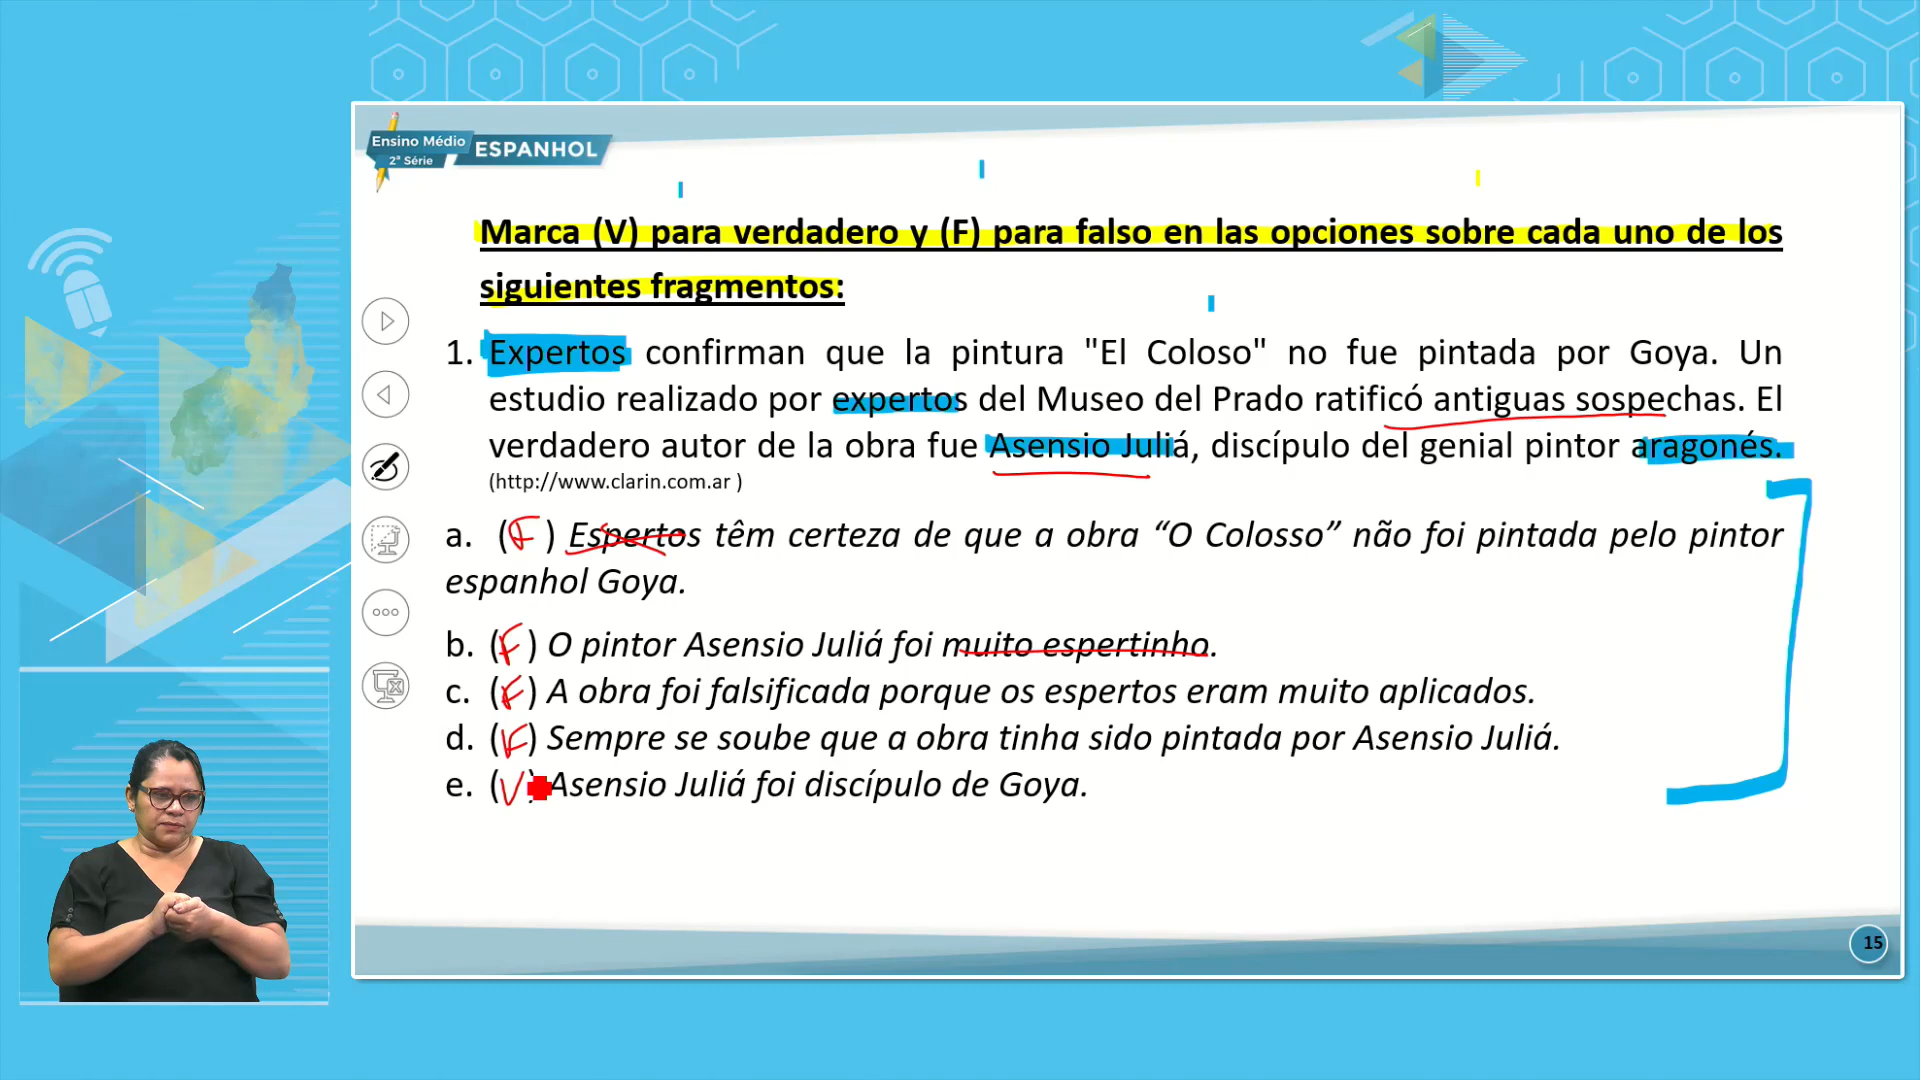 Ensino Médio
2ª Série
ESPANHOL
Marca (V) para verdadero y (F) para falso en las opciones sobre cada uno de los
siguientes fragmentos:
1. Expertos confirman que la pintura "El Coloso" no fue pintada por Goya. Un
estudio realizado por expertos del Museo del Prado ratificó antiguas sospechas. El
verdadero autor de la obra fue Asensio Juliá, discípulo del genial pintor aragonés.
(http://www.clarin.com.ar )
a. (F) Espertos têm certeza de que a obra “O Colosso” não foi pintada pelo pintor
espanhol Goya.
b. (F) O pintor Asensio Juliá foi muito espertinho.
c. (F) A obra foi falsificada porque os espertos eram muito aplicados.
d. (F) Sempre se soube que a obra tinha sido pintada por Asensio Juliá.
e. (V) Asensio Juliá foi discípulo de Goya.
15